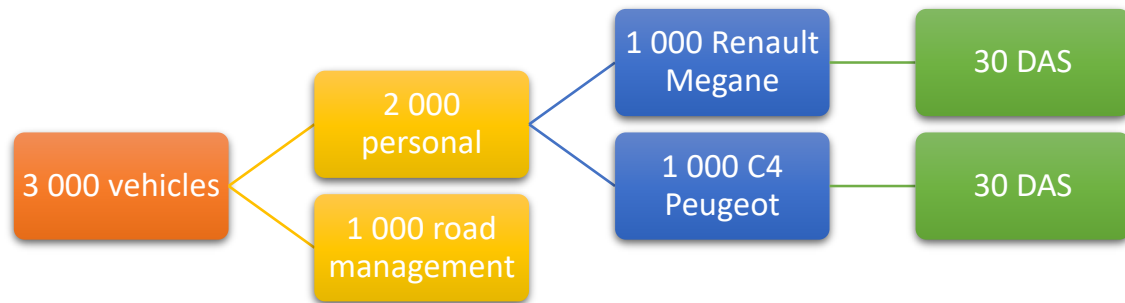 3 000 vehicles
2 000
personal
1 000 road
management
1 000 Renault
Megane
1 000 C4
Peugeot
30 DAS
30 DAS